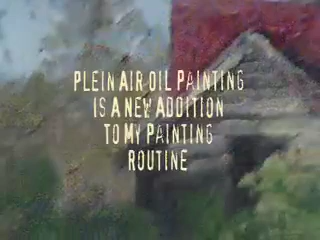 PLEIN AIR OIL PAINTING
IS A NEW ADDITION
TO MY PAINTING
ROUTINE